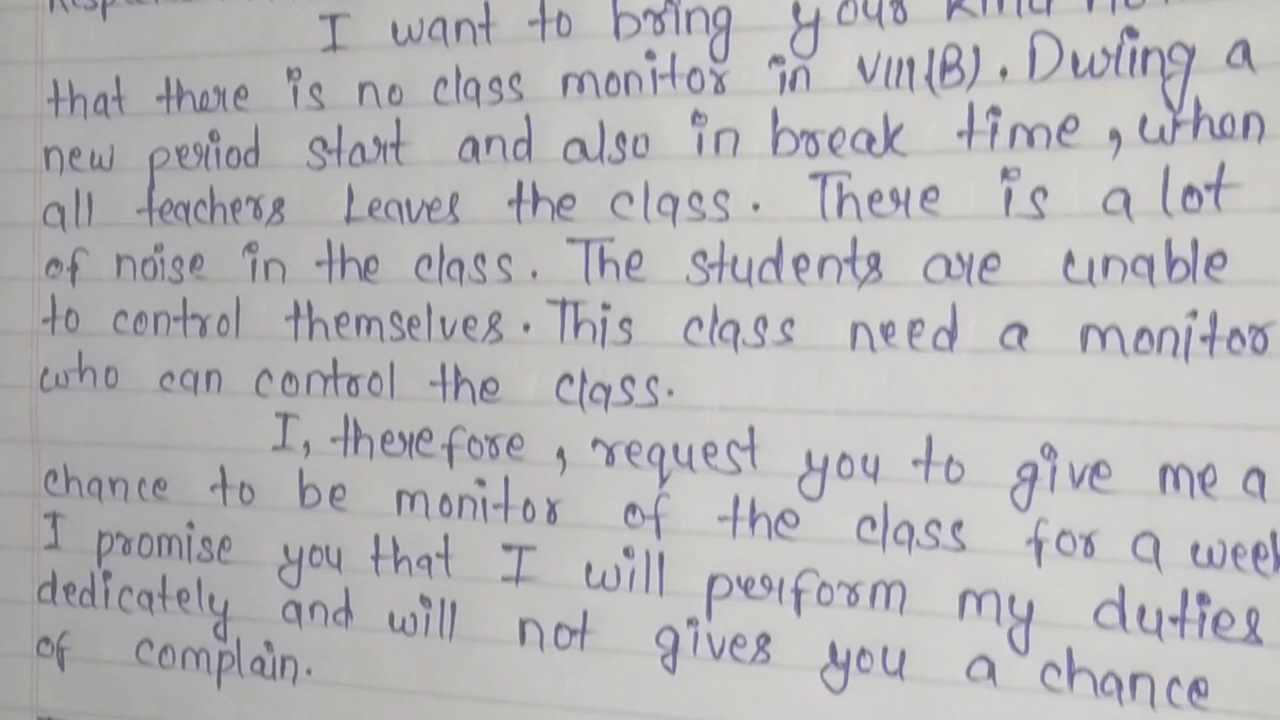 I want to bring your kind
that there is no class monitor in VIII(B). During a
new period start and also in break time, when
all teachers leaves the class. There is a lot
of noise in the class. The students are unable
to control themselves. This class need a monitor
who can control the class.
I, therefore, request you to give me a
chance to be monitor of the class for a week
I promise you that I will perform my duties
dedicately and will not gives you a chance
of complain.